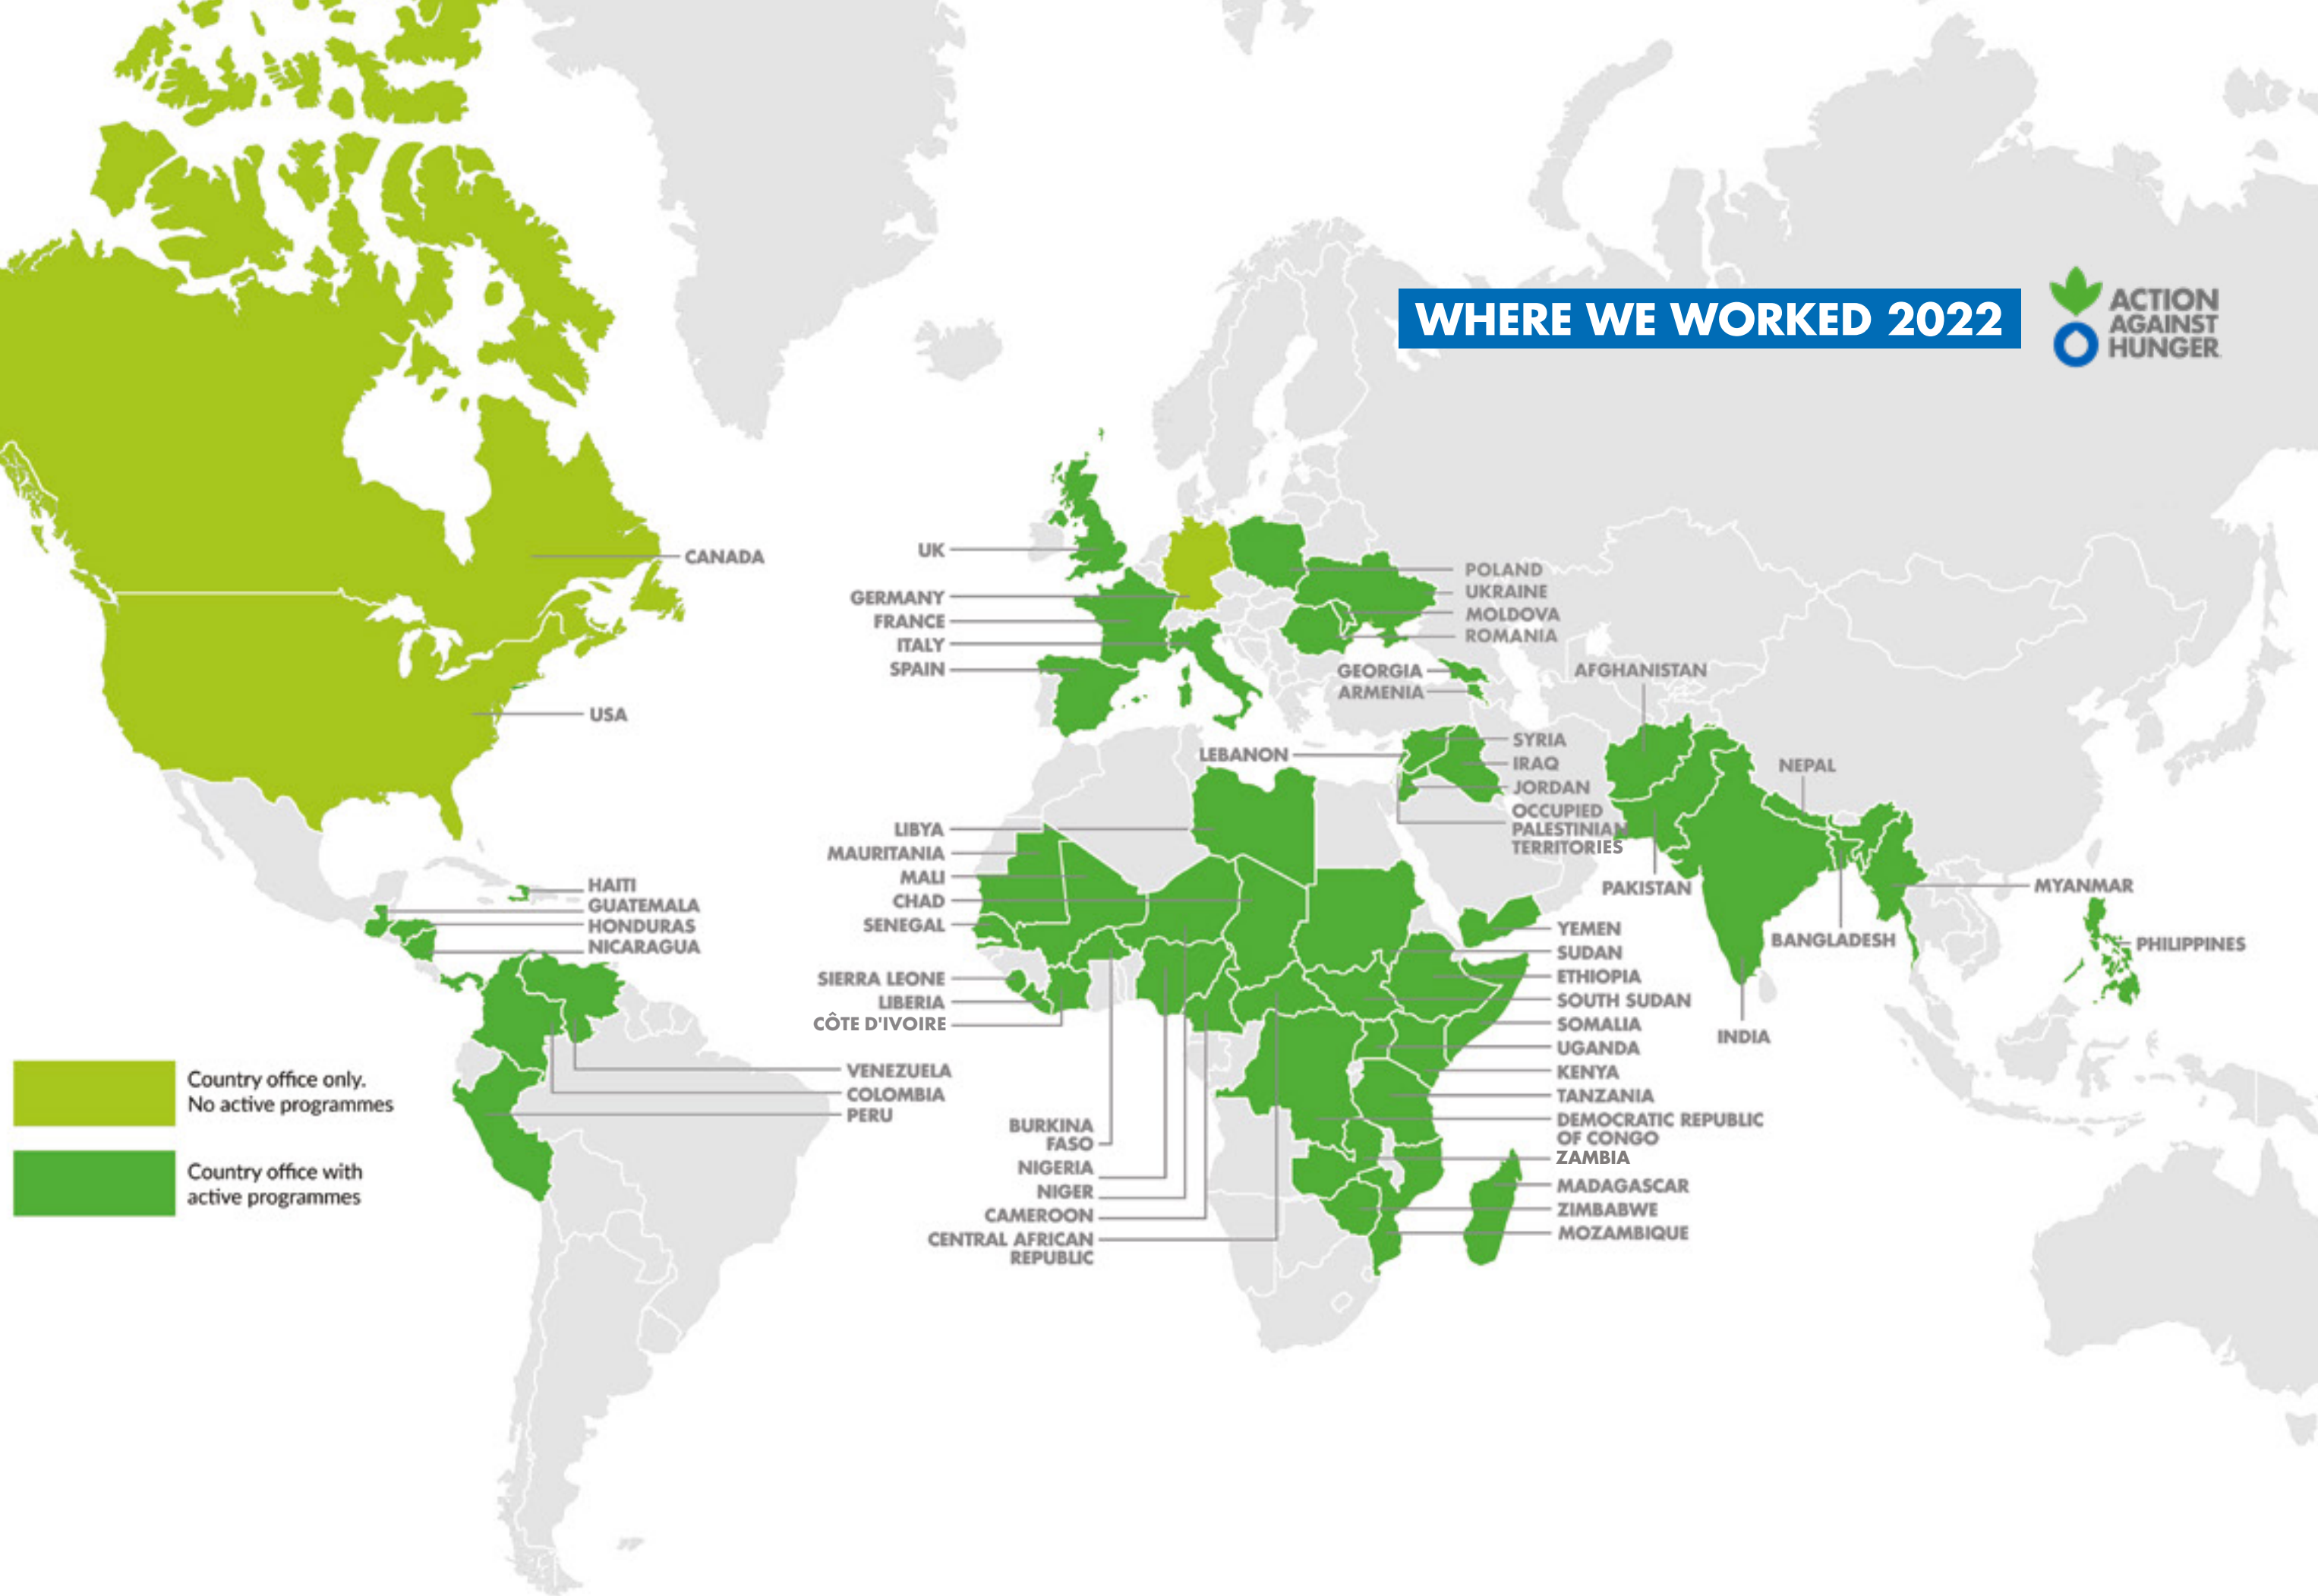 WHERE WE WORKED 2022
ACTION
AGAINST
HUNGER
CANADA
USA
HAITI
GUATEMALA
HONDURAS
NICARAGUA
VENEZUELA
COLOMBIA
PERU
UK
GERMANY
FRANCE
ITALY
SPAIN
POLAND
UKRAINE
MOLDOVA
ROMANIA
GEORGIA
ARMENIA
AFGHANISTAN
LEBANON
SYRIA
IRAQ
JORDAN
OCCUPIED
PALESTINIAN
TERRITORIES
NEPAL
PAKISTAN
BANGLADESH
INDIA
MYANMAR
PHILIPPINES
LIBYA
MAURITANIA
MALI
CHAD
SENEGAL
SIERRA LEONE
LIBERIA
CÔTE D'IVOIRE
BURKINA
FASO
NIGERIA
NIGER
CAMEROON
CENTRAL AFRICAN
REPUBLIC
YEMEN
SUDAN
ETHIOPIA
SOUTH SUDAN
SOMALIA
UGANDA
KENYA
TANZANIA
DEMOCRATIC REPUBLIC
OF CONGO
ZAMBIA
MADAGASCAR
ZIMBABWE
MOZAMBIQUE
Country office only.
No active programmes
Country office with
active programmes